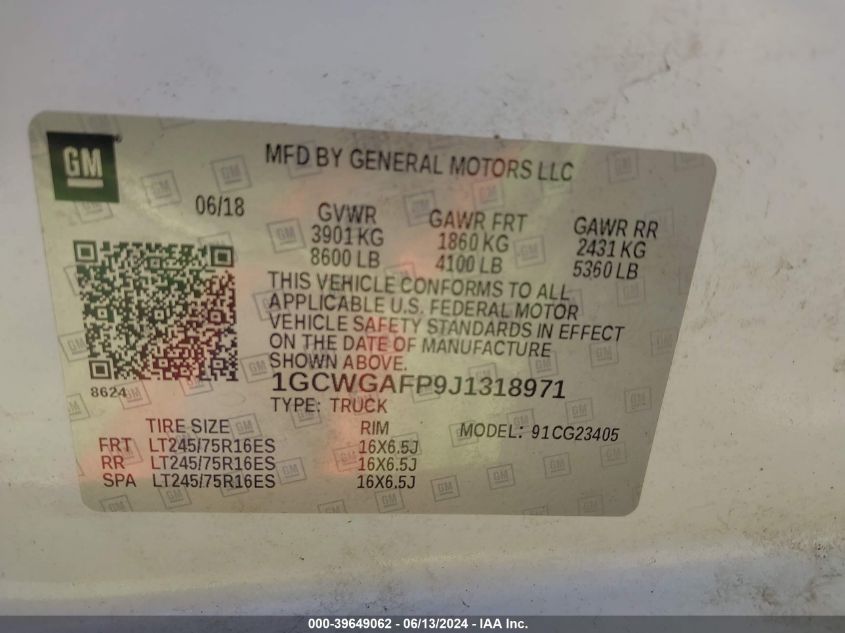 GM
MFD BY GENERAL MOTORS LLC
06/18
GVWR
3901 KG
8600 LB
GAWR FRT
1860 KG
4100 LB
GAWR RR
2431 KG
5360 LB
THIS VEHICLE CONFORMS TO ALL
APPLICABLE U.S. FEDERAL MOTOR
VEHICLE SAFETY STANDARDS IN EFFECT
ON THE DATE OF MANUFACTURE
SHOWN ABOVE.
8624
1GCWGAFP9J1318971
TYPE: TRUCK
MODEL: 91CG23405
TIRE SIZE RIM
FRT LT245/75R16ES 16X6.5J
RR LT245/75R16ES 16X6.5J
SPA LT245/75R16ES 16X6.5J
000-39649062 - 06/13/2024 - IAA Inc.